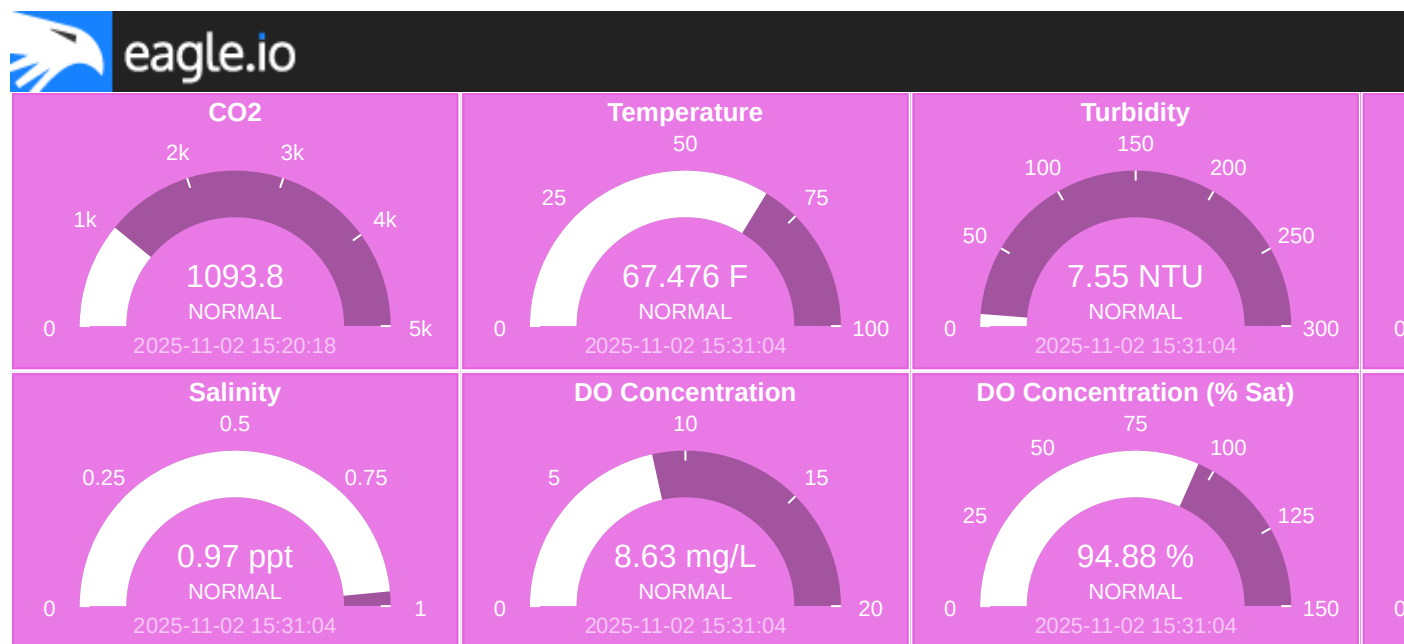 eagle.io
CO2
0
1k
2k
3k
4k
5k
1093.8
NORMAL
2025-11-02 15:20:18
Temperature
0
25
50
75
100
67.476 F
NORMAL
2025-11-02 15:31:04
Turbidity
0
50
100
150
200
250
300
7.55 NTU
NORMAL
2025-11-02 15:31:04
0
Salinity
0
0.25
0.5
0.75
1
0.97 ppt
NORMAL
2025-11-02 15:31:04
DO Concentration
0
5
10
15
20
8.63 mg/L
NORMAL
2025-11-02 15:31:04
DO Concentration (% Sat)
0
25
50
75
100
125
150
94.88 %
NORMAL
2025-11-02 15:31:04
0